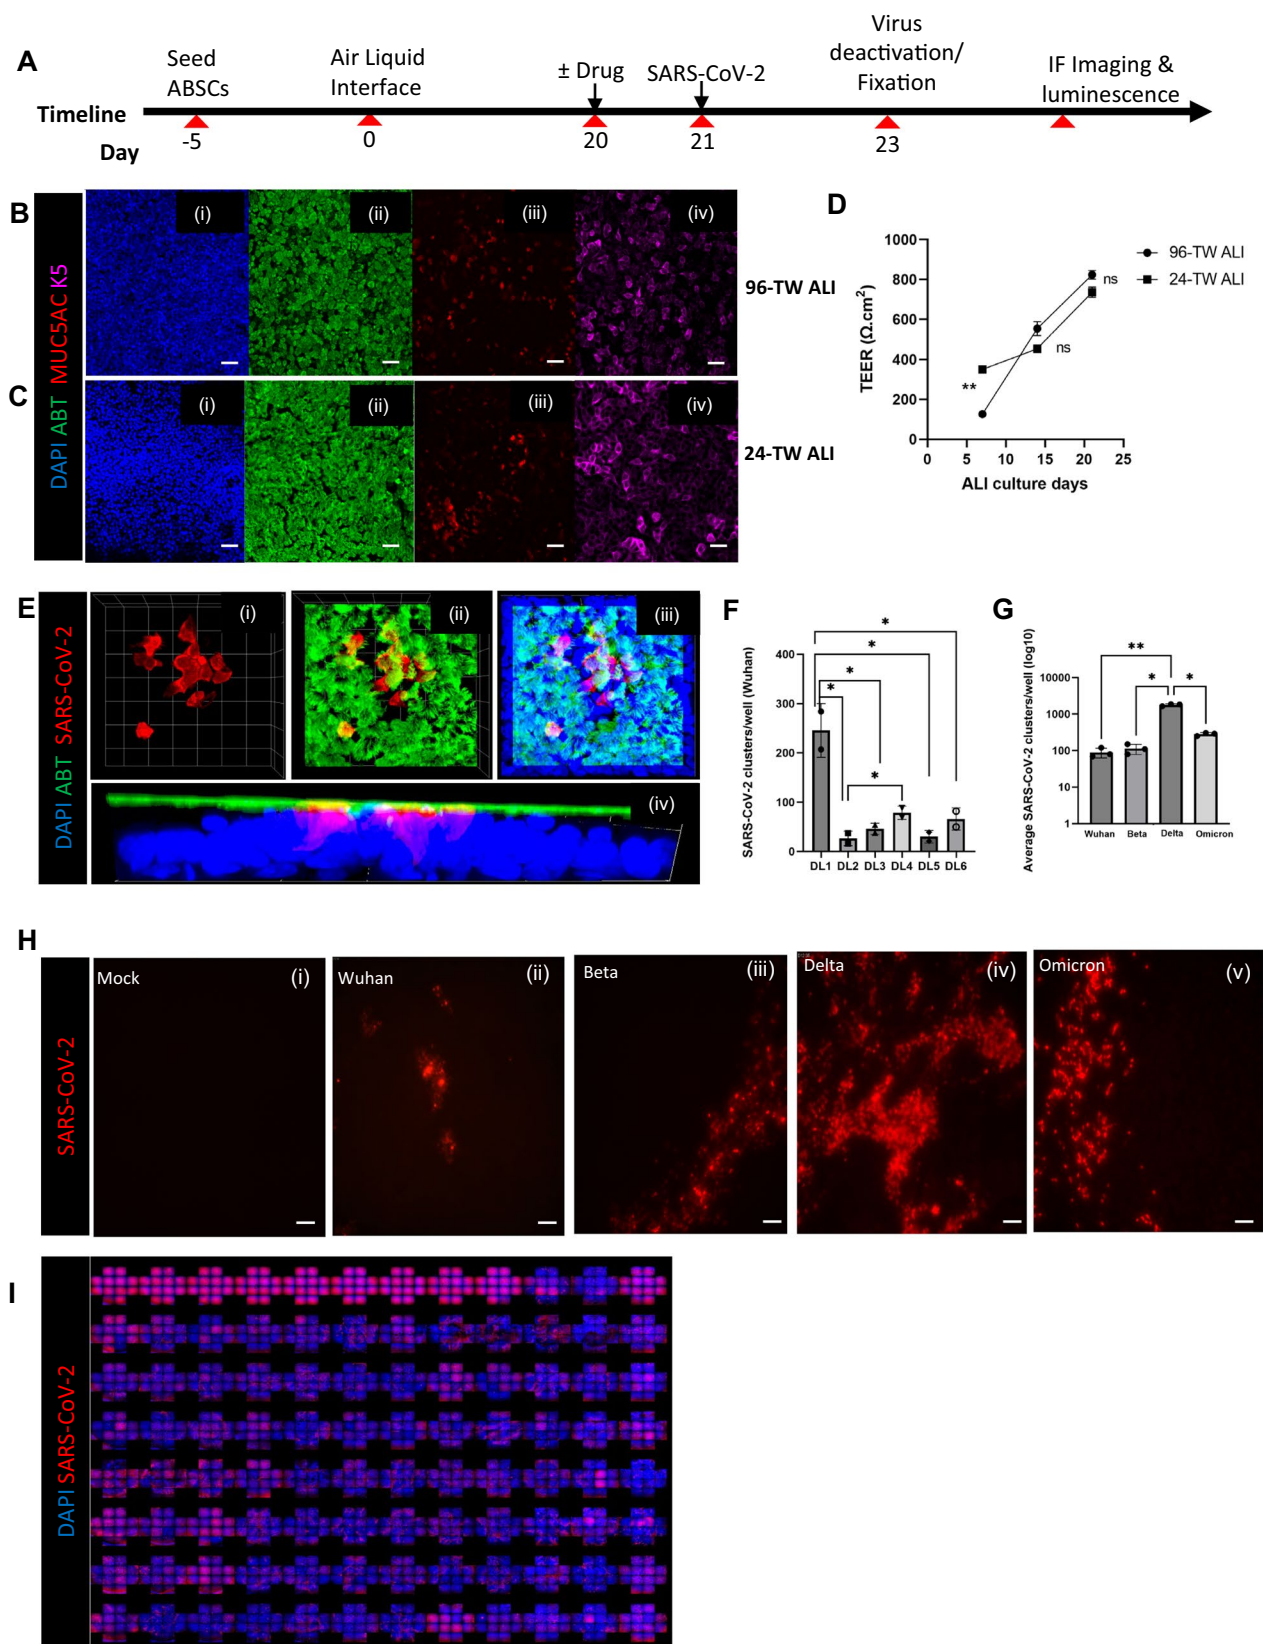 A
Seed
ABSCs
Air Liquid
Interface
± Drug
SARS-CoV-2
Virus
deactivation/
Fixation
IF Imaging &
luminescence
Timeline
Day
-5
0
20
21
23
B
DAPI ABT MUC5AC K5
(i)
(ii)
(iii)
(iv)
96-TW ALI
C
(i)
(ii)
(iii)
(iv)
24-TW ALI
D
TEER (Ω.cm²)
1000
800
600
400
200
0
0
5
10
15
20
25
ALI culture days
96-TW ALI
24-TW ALI
**
ns
ns
E
DAPI ABT SARS-CoV-2
(i)
(ii)
(iii)
(iv)
F
SARS-CoV-2 clusters/well (Wuhan)
400
300
200
100
0
*
*
*
*
*
DL1
DL2
DL3
DL4
DL5
DL6
G
Average SARS-CoV-2 clusters/well (log10)
10000
1000
100
10
1
**
*
*
Wuhan
Beta
Delta
Omicron
H
SARS-CoV-2
Mock
(i)
Wuhan
(ii)
Beta
(iii)
Delta
(iv)
Omicron
(v)
I
DAPI SARS-CoV-2